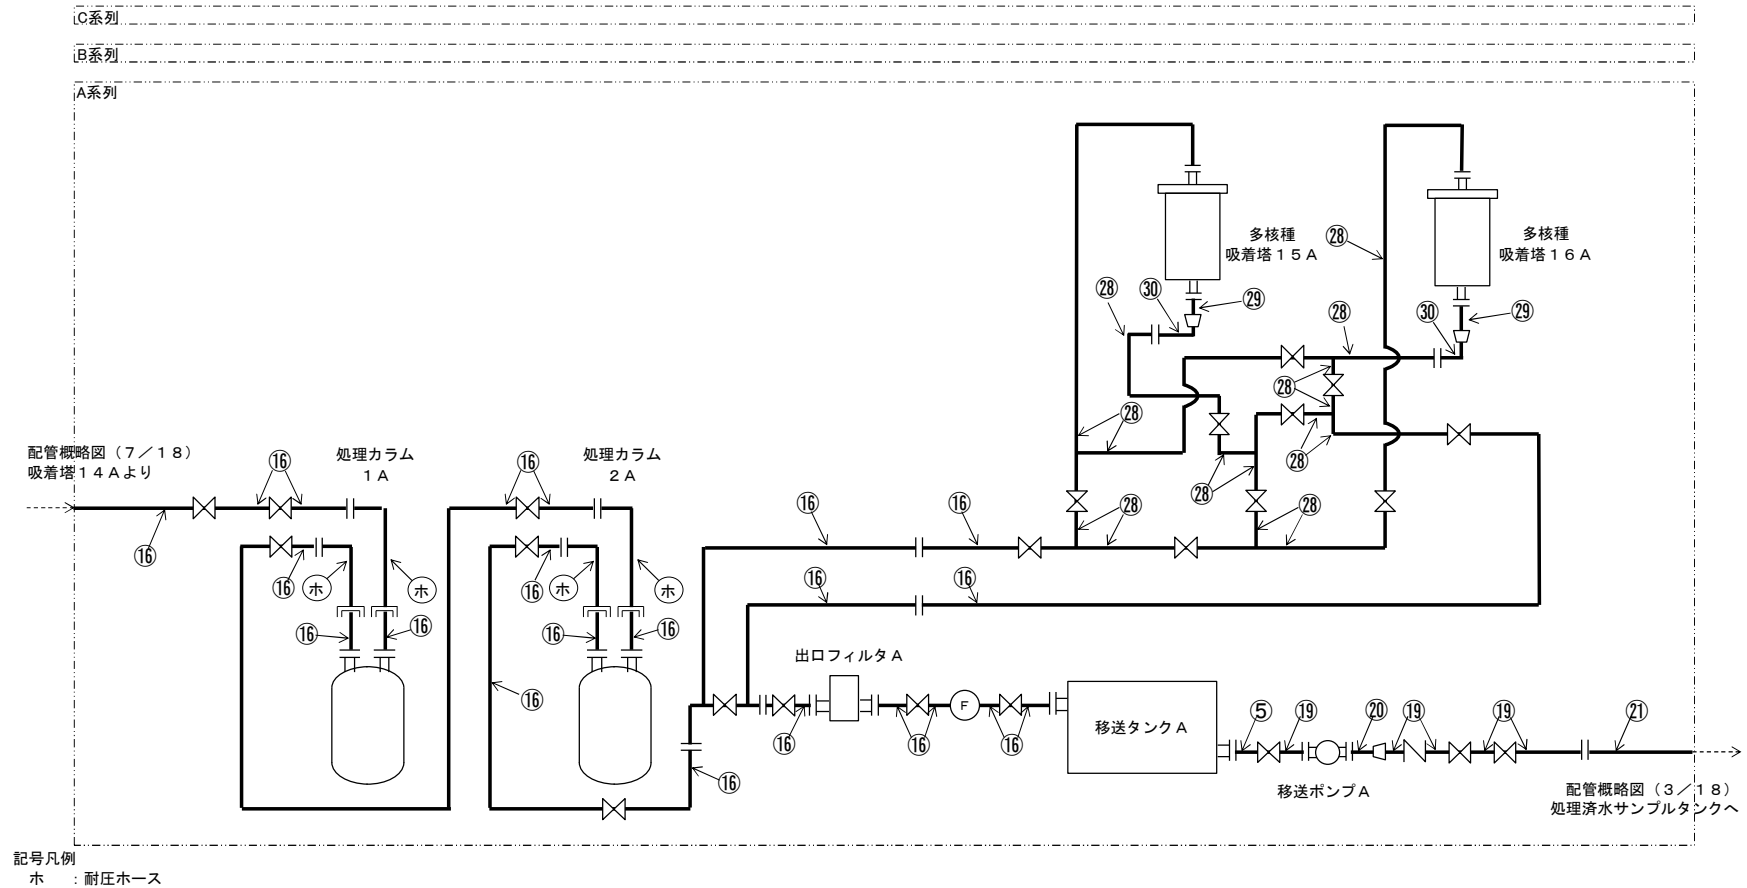 C系列
B系列
A系列
多核種
吸着塔15A
㉘
多核種
吸着塔16A
㉘
㉚
㉙
㉘
㉚
㉙
㉘
㉘
配管概略図(7/18)
吸着塔14Aより
⑯
処理カラム
1A
⑯
処理カラム
2A
㉘
㉘
⑯
⑯
㉘
㉘
㉘
⑯
⑯
ホ
ホ
⑯
ホ
ホ
⑯
⑯
⑯
⑯
⑯
⑯
出口フィルタA
⑯
F
移送タンクA
⑤
⑲
⑳
⑲
⑲
㉑
⑯
⑯
⑯
⑯
移送ポンプA
配管概略図(3/18)
処理済水サンプルタンクへ
記号凡例
ホ :耐圧ホース